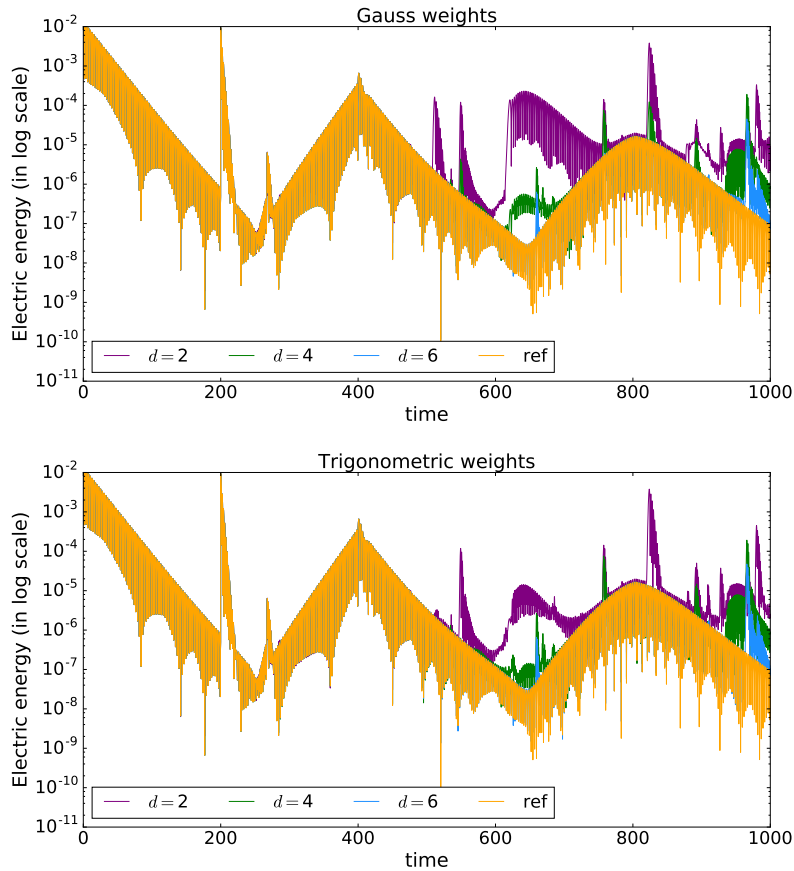 Gauss weights
Electric energy (in log scale)
10^-2
10^-3
10^-4
10^-5
10^-6
10^-7
10^-8
10^-9
10^-10
10^-11
d=2 d=4 d=6 ref
0 200 400 600 800 1000
time
Trigonometric weights
Electric energy (in log scale)
10^-2
10^-3
10^-4
10^-5
10^-6
10^-7
10^-8
10^-9
10^-10
10^-11
d=2 d=4 d=6 ref
0 200 400 600 800 1000
time